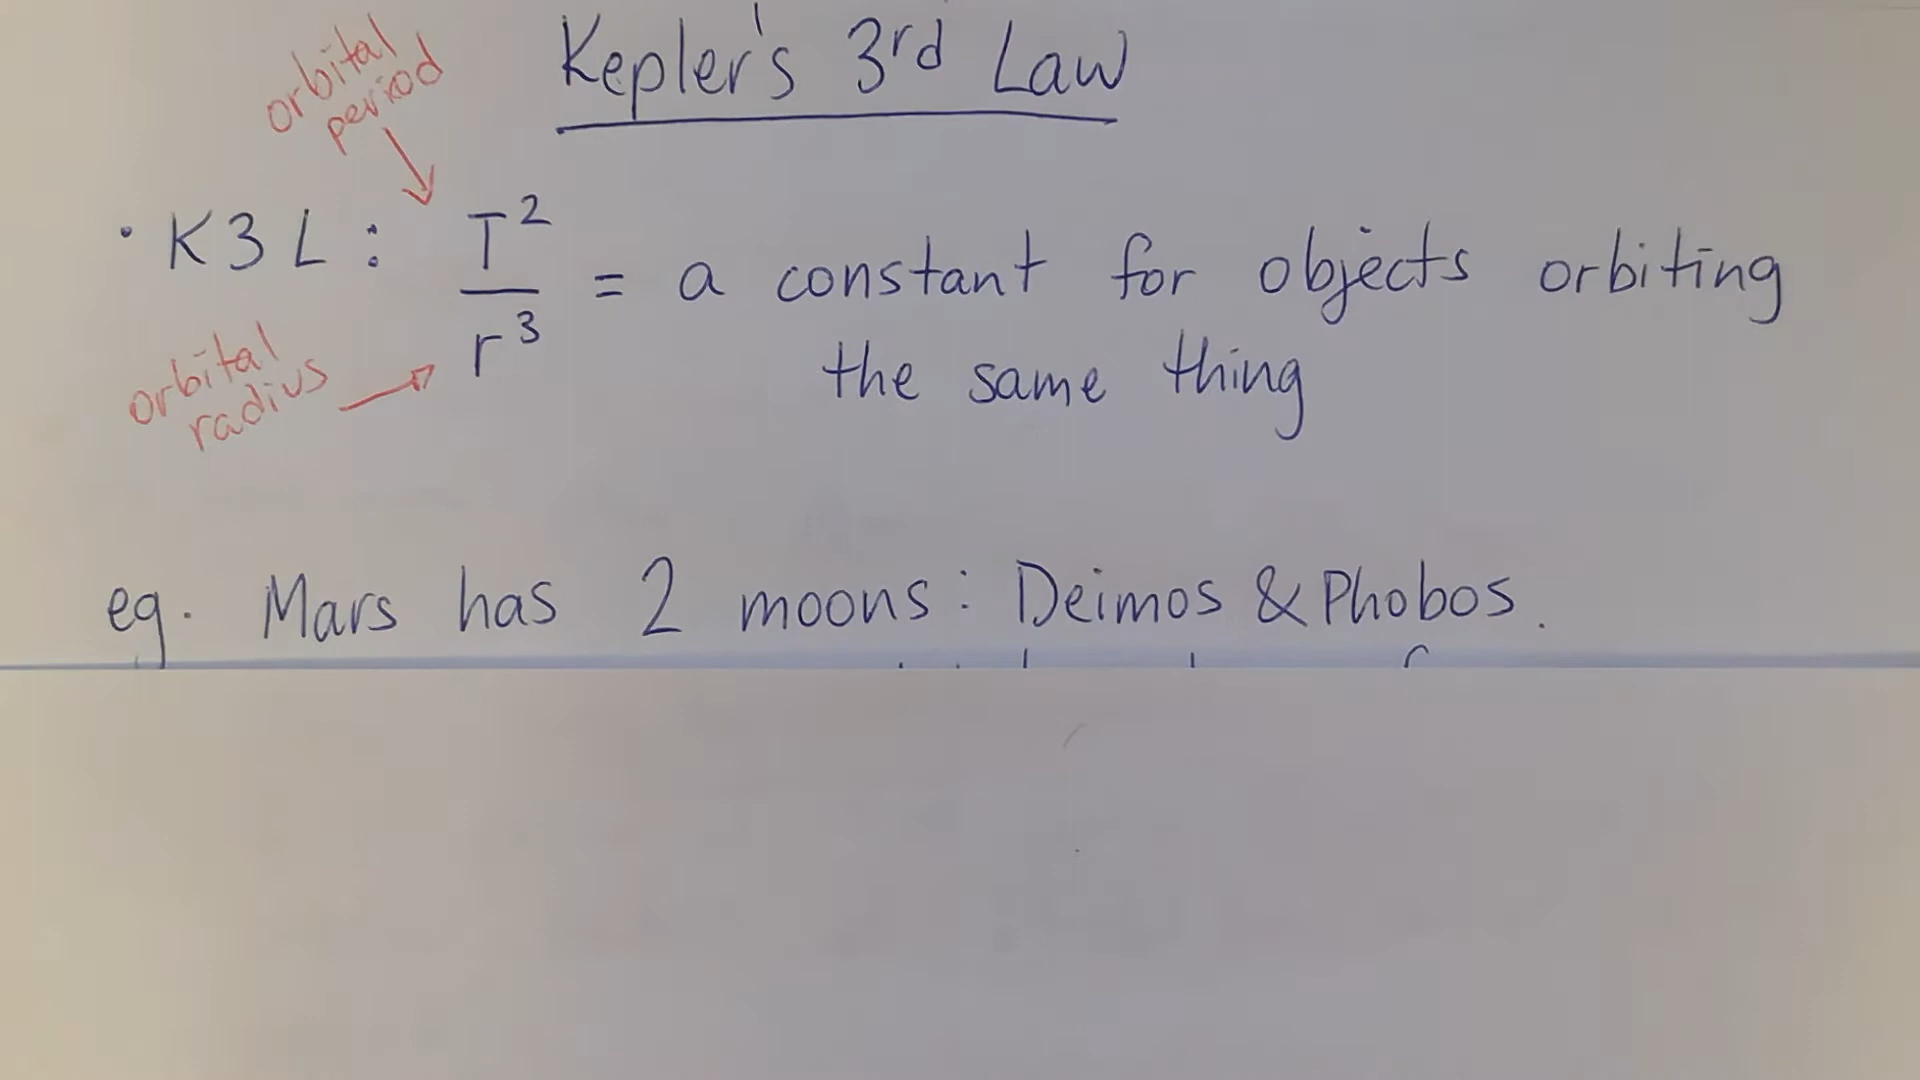 Kepler's 3rd Law
orbital
period
• K3L : T²/r³ = a constant for objects orbiting
the same thing
orbital
radius
eg. Mars has 2 moons : Deimos & Phobos.